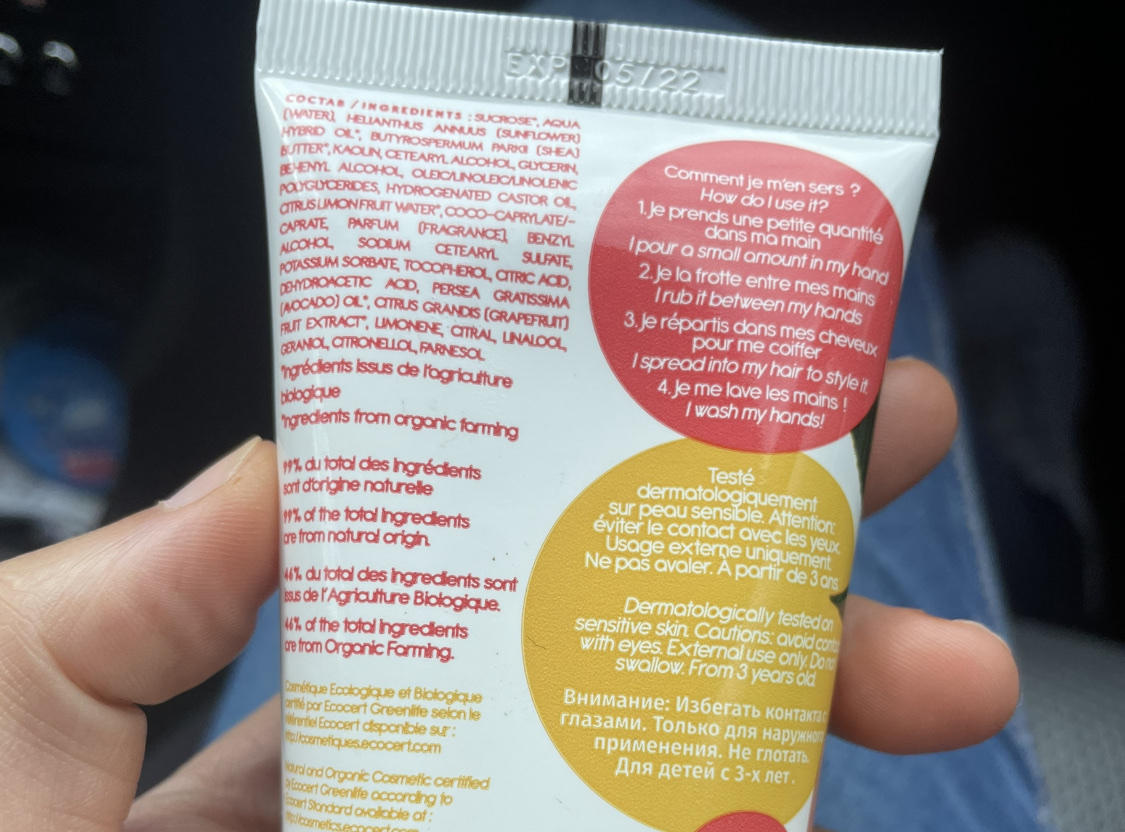 EXP 05/22
СОСТАВ / INGREDIENTS : SUCROSE*, AQUA
(WATER), HELIANTHUS ANNUUS (SUNFLOWER)
HYBRID OIL*, BUTYROSPERMUM PARKII (SHEA)
BUTTER*, KAOLIN, CETEARYL ALCOHOL, GLYCERIN,
BEHENYL ALCOHOL, OLEIC/LINOLEIC/LINOLENIC
POLYGLYCERIDES, HYDROGENATED CASTOR OIL,
CITRUS LIMON FRUIT WATER*, COCO-CAPRYLATE/-
CAPRATE, PARFUM (FRAGRANCE), BENZYL
ALCOHOL, SODIUM CETEARYL SULFATE,
POTASSIUM SORBATE, TOCOPHEROL, CITRIC ACID,
DEHYDROACETIC ACID, PERSEA GRATISSIMA
(AVOCADO) OIL*, CITRUS GRANDIS (GRAPEFRUIT)
FRUIT EXTRACT*, LIMONENE, CITRAL, LINALOOL,
GERANIOL, CITRONELLOL, FARNESOL
*Ingrédients issus de l'agriculture
biologique
*Ingredients from organic farming
99% du total des ingrédients
sont d'origine naturelle
99% of the total ingredients
are from natural origin.
46% du total des ingredients sont
issus de l'Agriculture Biologique.
46% of the total ingredients
are from Organic Farming.
Cosmétique Ecologique et Biologique
certifié par Ecocert Greenlife selon le
référentiel Ecocert disponible sur :
http://cosmetiques.ecocert.com
Natural and Organic Cosmetic certified
by Ecocert Greenlife according to
Ecocert Standard available at :
http://cosmetics.ecocert.com
Comment je m'en sers ?
How do I use it?
1.Je prends une petite quantité
dans ma main
I pour a small amount in my hand
2.Je la frotte entre mes mains
I rub it between my hands
3.Je répartis dans mes cheveux
pour me coiffer
I spread into my hair to style it.
4.Je me lave les mains !
I wash my hands!
Testé
dermatologiquement
sur peau sensible. Attention:
éviter le contact avec les yeux.
Usage externe uniquement.
Ne pas avaler. À partir de 3 ans.
Dermatologically tested on
sensitive skin. Cautions: avoid
with eyes. External use only. Do
swallow. From 3 years old.
Внимание: Избегать контакта с
глазами. Только для наружного
применения. Не глотать.
Для детей с 3-х лет.